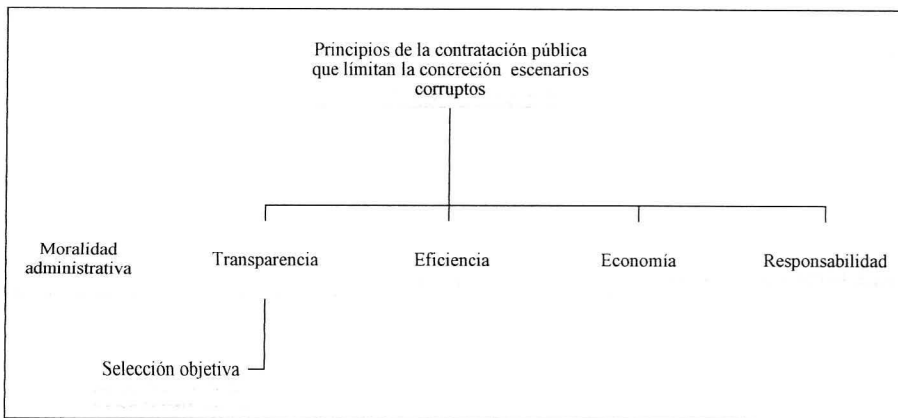 Principios de la contratación pública
que límitan la concreción escenarios
corruptos
Moralidad
administrativa
Transparencia
Eficiencia
Economía
Responsabilidad
Selección objetiva